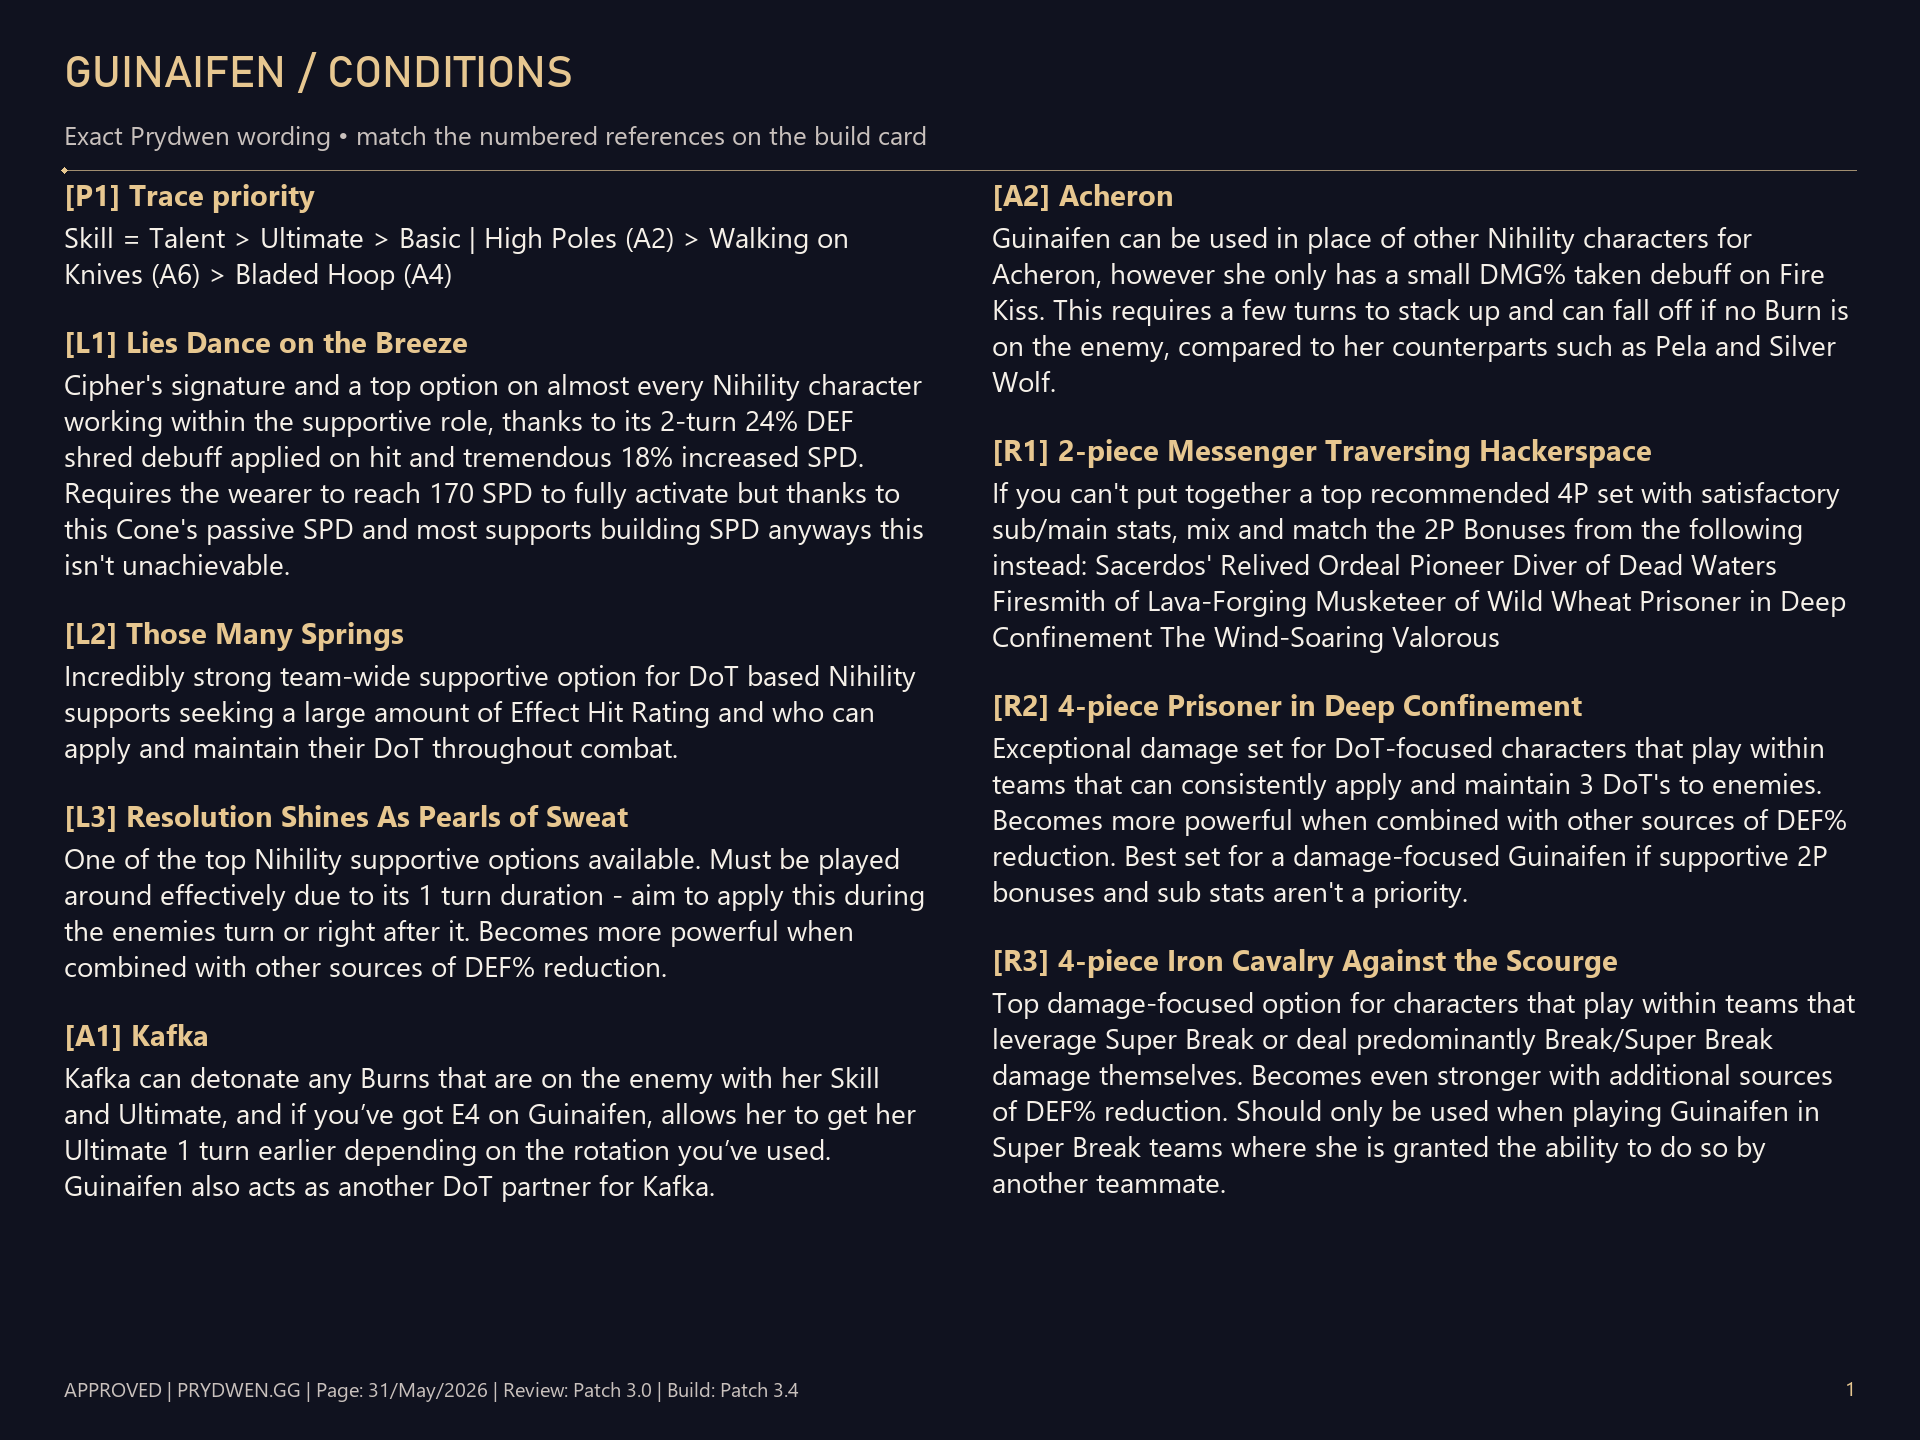 GUINAIFEN / CONDITIONS
Exact Prydwen wording • match the numbered references on the build card
[P1] Trace priority
Skill = Talent > Ultimate > Basic | High Poles (A2) > Walking on
Knives (A6) > Bladed Hoop (A4)
[L1] Lies Dance on the Breeze
Cipher's signature and a top option on almost every Nihility character
working within the supportive role, thanks to its 2-turn 24% DEF
shred debuff applied on hit and tremendous 18% increased SPD.
Requires the wearer to reach 170 SPD to fully activate but thanks to
this Cone's passive SPD and most supports building SPD anyways this
isn't unachievable.
[L2] Those Many Springs
Incredibly strong team-wide supportive option for DoT based Nihility
supports seeking a large amount of Effect Hit Rating and who can
apply and maintain their DoT throughout combat.
[L3] Resolution Shines As Pearls of Sweat
One of the top Nihility supportive options available. Must be played
around effectively due to its 1 turn duration - aim to apply this during
the enemies turn or right after it. Becomes more powerful when
combined with other sources of DEF% reduction.
[A1] Kafka
Kafka can detonate any Burns that are on the enemy with her Skill
and Ultimate, and if you’ve got E4 on Guinaifen, allows her to get her
Ultimate 1 turn earlier depending on the rotation you’ve used.
Guinaifen also acts as another DoT partner for Kafka.
[A2] Acheron
Guinaifen can be used in place of other Nihility characters for
Acheron, however she only has a small DMG% taken debuff on Fire
Kiss. This requires a few turns to stack up and can fall off if no Burn is
on the enemy, compared to her counterparts such as Pela and Silver
Wolf.
[R1] 2-piece Messenger Traversing Hackerspace
If you can't put together a top recommended 4P set with satisfactory
sub/main stats, mix and match the 2P Bonuses from the following
instead: Sacerdos' Relived Ordeal Pioneer Diver of Dead Waters
Firesmith of Lava-Forging Musketeer of Wild Wheat Prisoner in Deep
Confinement The Wind-Soaring Valorous
[R2] 4-piece Prisoner in Deep Confinement
Exceptional damage set for DoT-focused characters that play within
teams that can consistently apply and maintain 3 DoT's to enemies.
Becomes more powerful when combined with other sources of DEF%
reduction. Best set for a damage-focused Guinaifen if supportive 2P
bonuses and sub stats aren't a priority.
[R3] 4-piece Iron Cavalry Against the Scourge
Top damage-focused option for characters that play within teams that
leverage Super Break or deal predominantly Break/Super Break
damage themselves. Becomes even stronger with additional sources
of DEF% reduction. Should only be used when playing Guinaifen in
Super Break teams where she is granted the ability to do so by
another teammate.
APPROVED | PRYDWEN.GG | Page: 31/May/2026 | Review: Patch 3.0 | Build: Patch 3.4
1